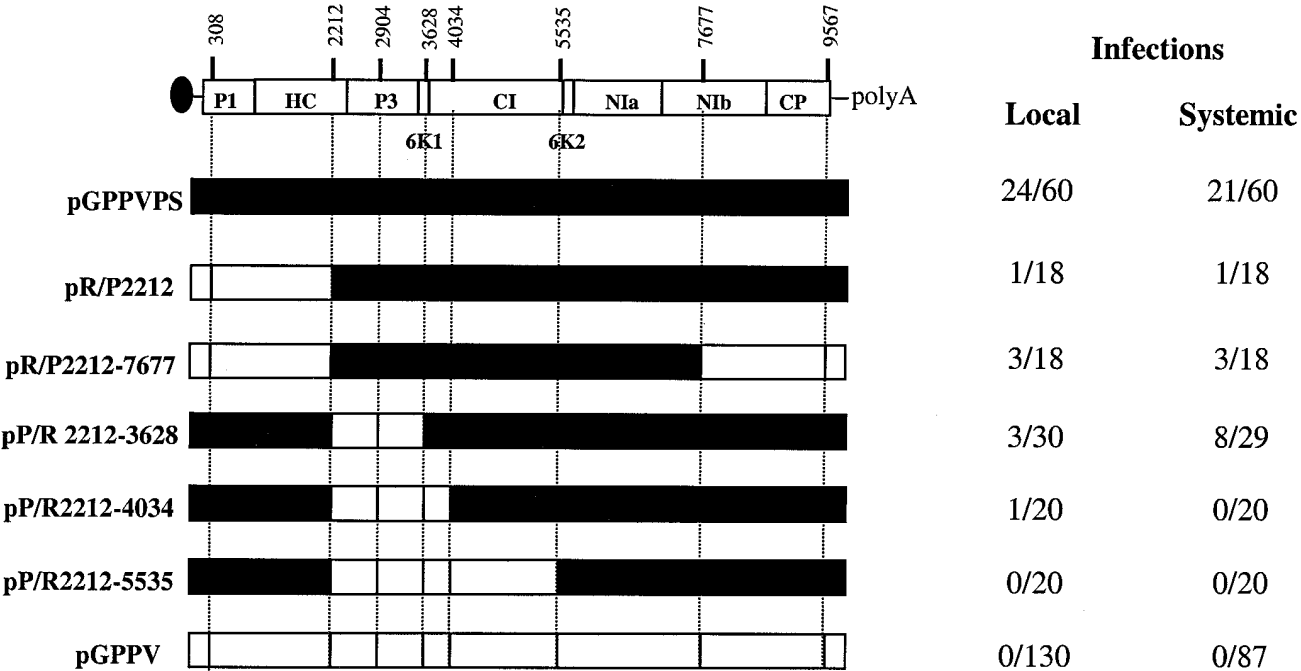 308 2212 2904 3628 4034 5535 7677 9567
Infections
P1 HC P3 CI NIa NIb CP polyA
Local Systemic
6K1 6K2
pGPPVPS 24/60 21/60
pR/P2212 1/18 1/18
pR/P2212-7677 3/18 3/18
pP/R 2212-3628 3/30 8/29
pP/R2212-4034 1/20 0/20
pP/R2212-5535 0/20 0/20
pGPPV 0/130 0/87